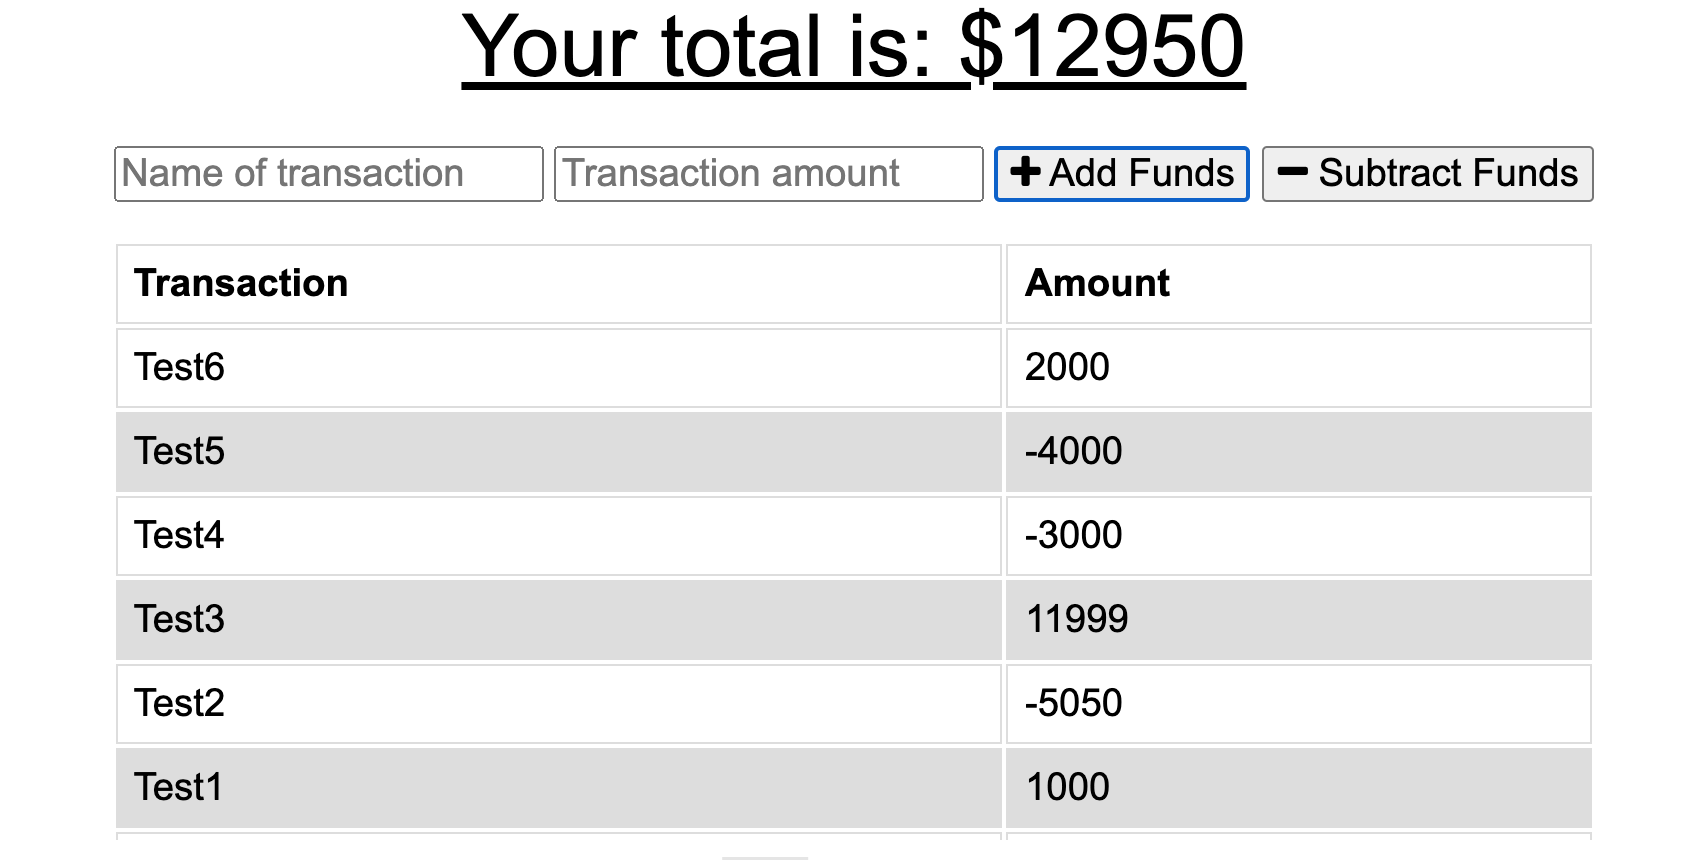 Your total is: $12950
Name of transaction Transaction amount Add Funds Subtract Funds
Transaction Amount
Test6 2000
Test5 -4000
Test4 -3000
Test3 11999
Test2 -5050
Test1 1000